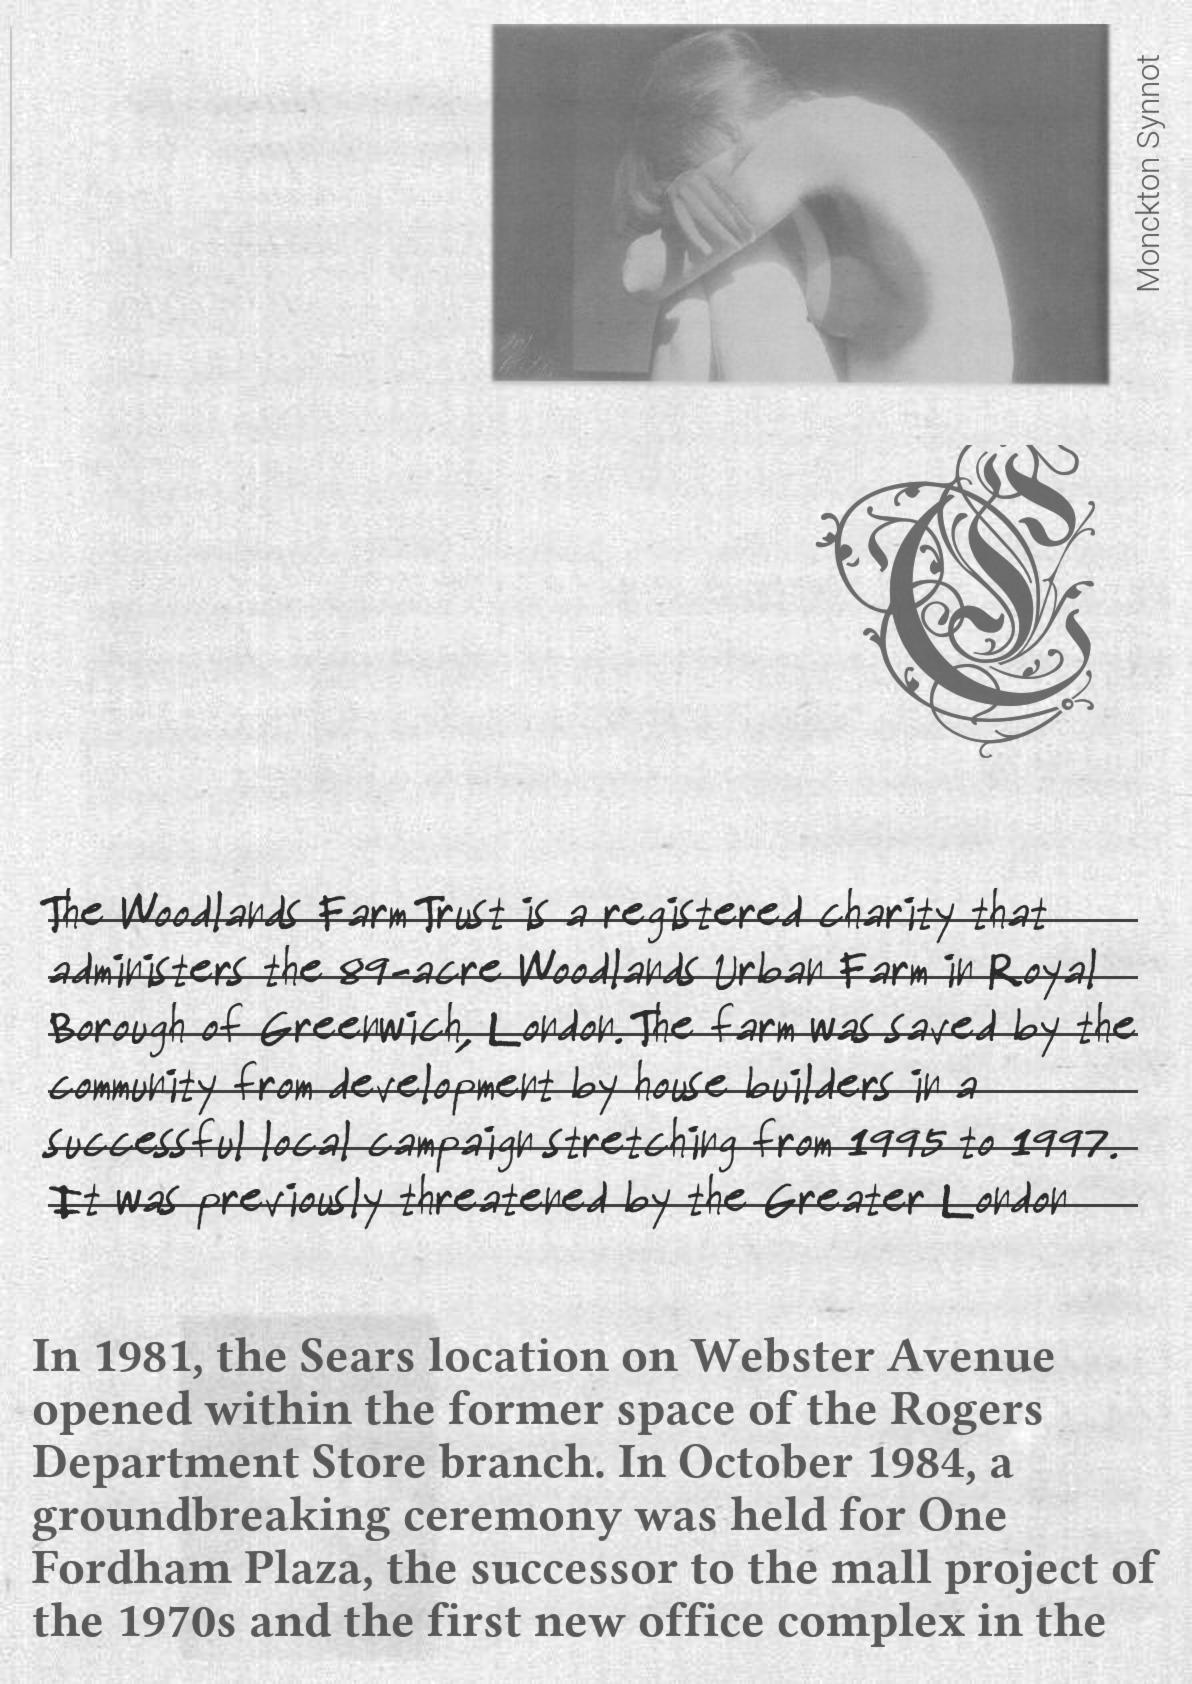 Monckton Synnot
The Woodlands Farm Trust is a registered charity that
administers the 89-acre Woodlands Urban Farm in Royal
Borough of Greenwich, London. The farm was saved by the
community from development by house builders in a
successful local campaign stretching from 1995 to 1997.
It was previously threatened by the Greater London
In 1981, the Sears location on Webster Avenue
opened within the former space of the Rogers
Department Store branch. In October 1984, a
groundbreaking ceremony was held for One
Fordham Plaza, the successor to the mall project of
the 1970s and the first new office complex in the